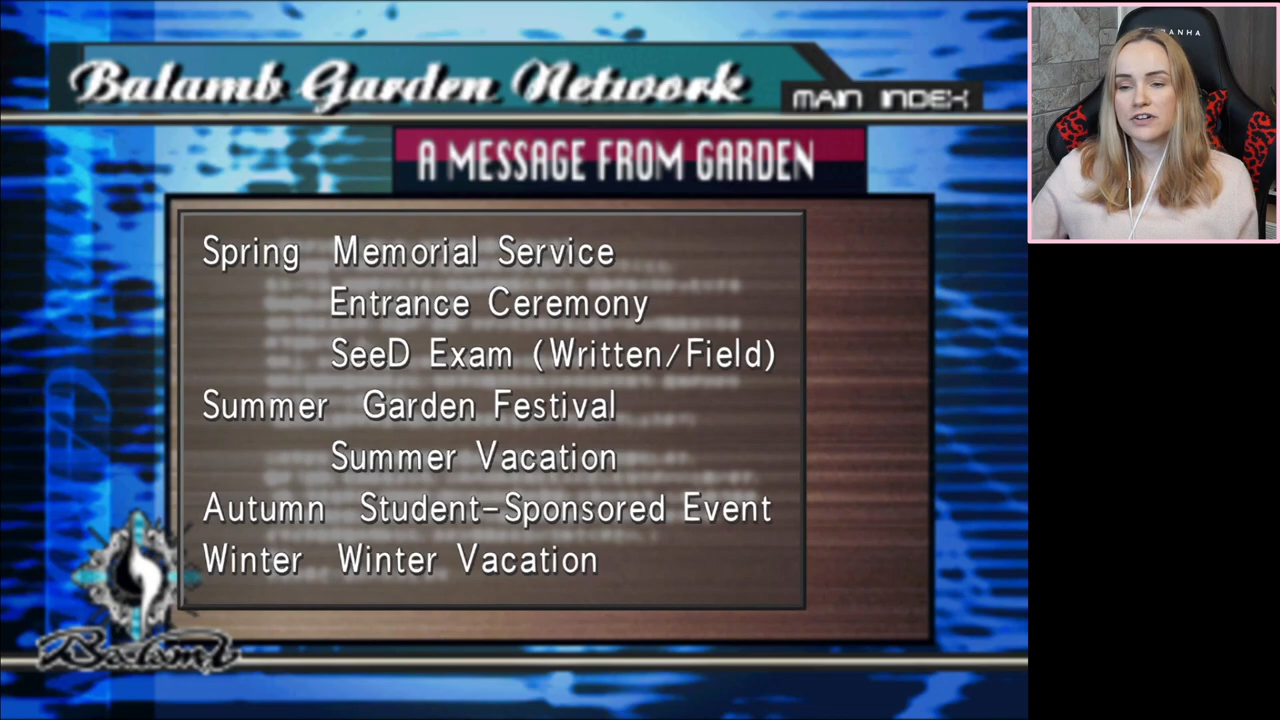 Balamb Garden Network
MAIN INDEX
A MESSAGE FROM GARDEN
Spring Memorial Service
Entrance Ceremony
SeeD Exam (Written/Field)
Summer Garden Festival
Summer Vacation
Autumn Student-Sponsored Event
Winter Winter Vacation
Balamb